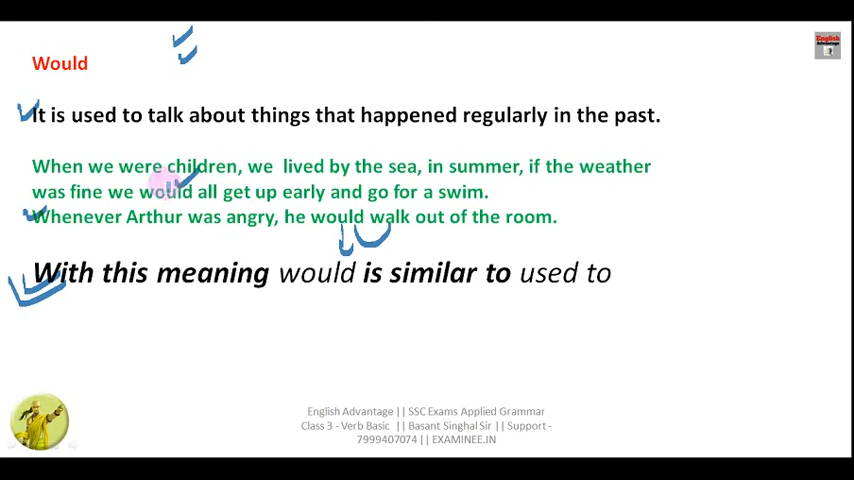 English
Advantage
Would
It is used to talk about things that happened regularly in the past.
When we were children, we lived by the sea, in summer, if the weather
was fine we would all get up early and go for a swim.
Whenever Arthur was angry, he would walk out of the room.
With this meaning would is similar to used to
English Advantage || SSC Exams Applied Grammar
Class 3 - Verb Basic || Basant Singhal Sir || Support -
7999407074 || EXAMINEE.IN